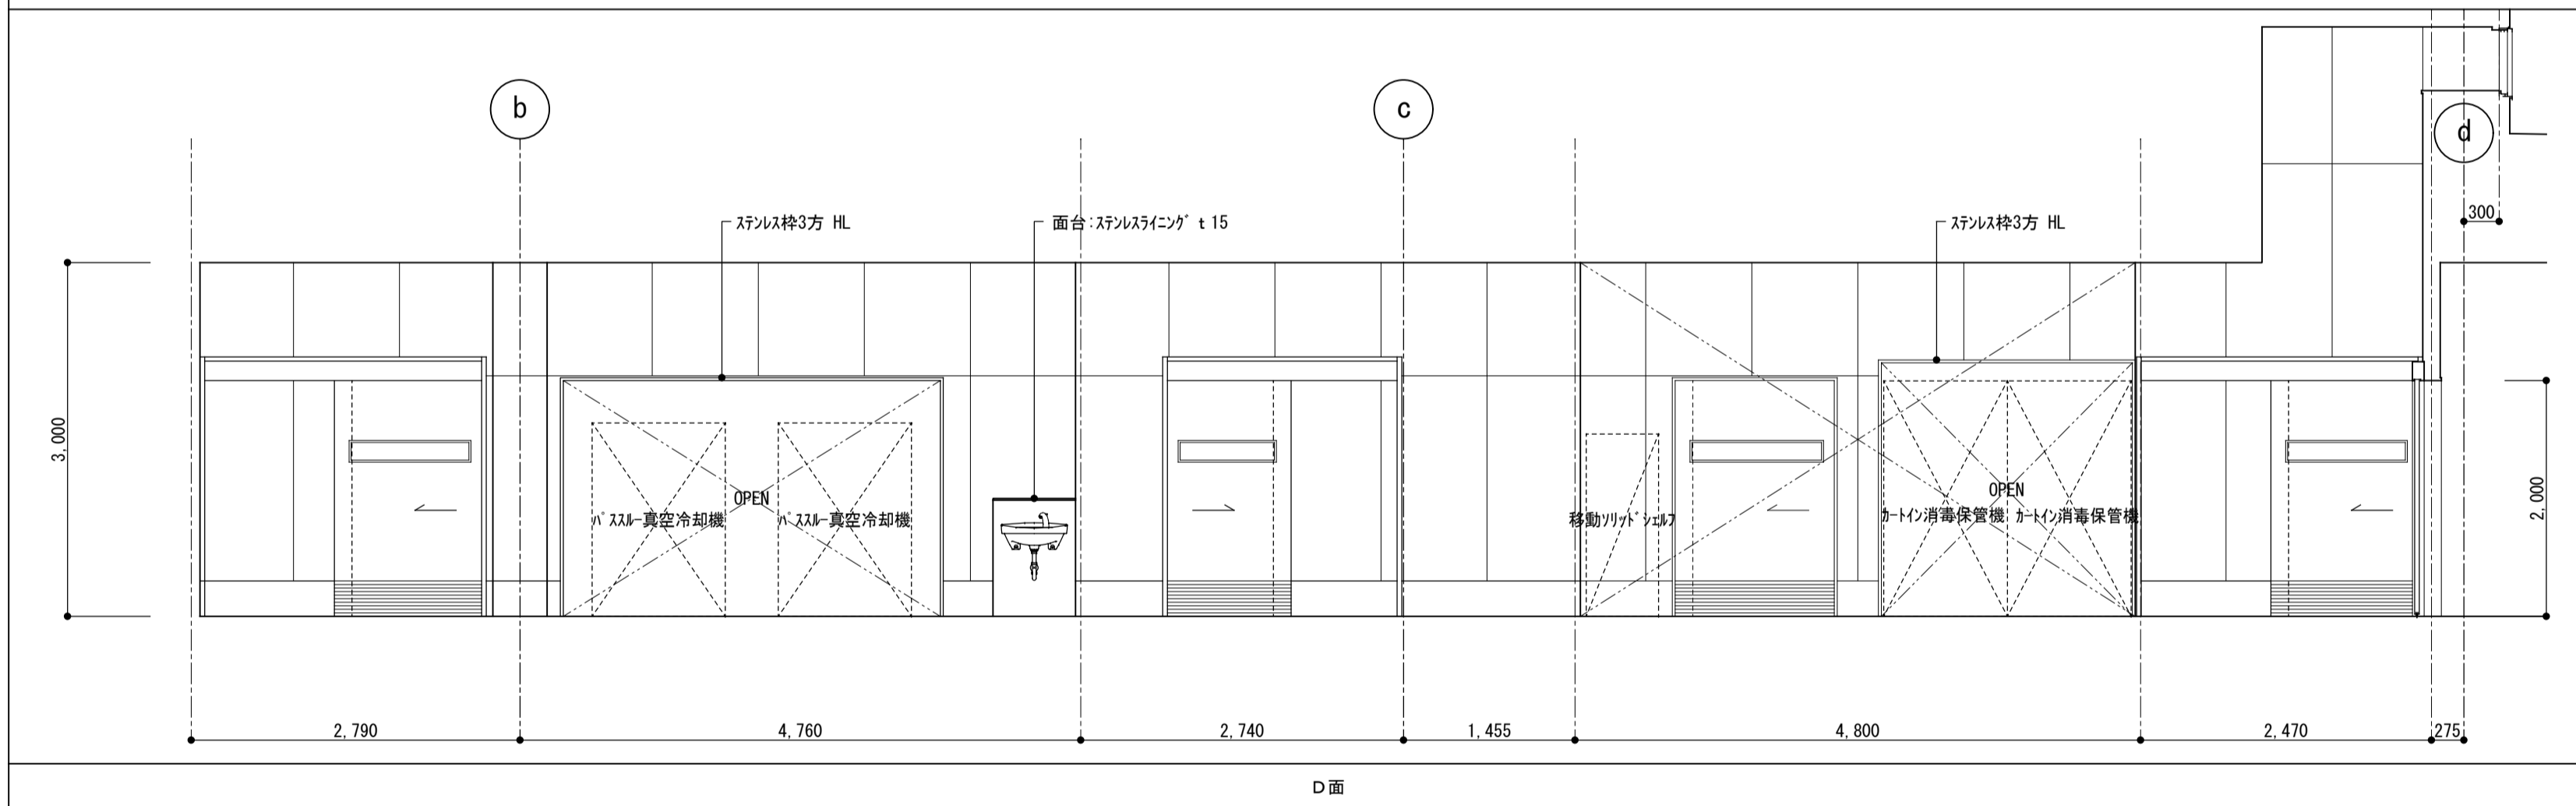 b
c
d
ステンレス枠3方 HL
面台:ステンレスライニング t 15
ステンレス枠3方 HL
300
3,000
2,000
OPEN
パススルー真空冷却機
パススルー真空冷却機
移動ソリッドシェルフ
OPEN
カートイン消毒保管機
カートイン消毒保管機
2,790
4,760
2,740
1,455
4,800
2,470
275
D面